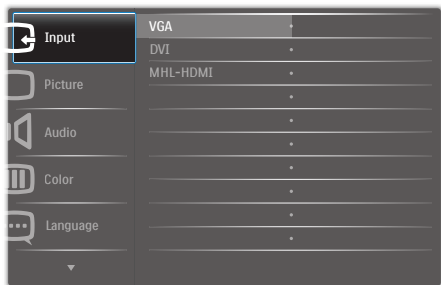 Input
Picture
Audio
Color
Language
VGA
DVI
MHL-HDMI